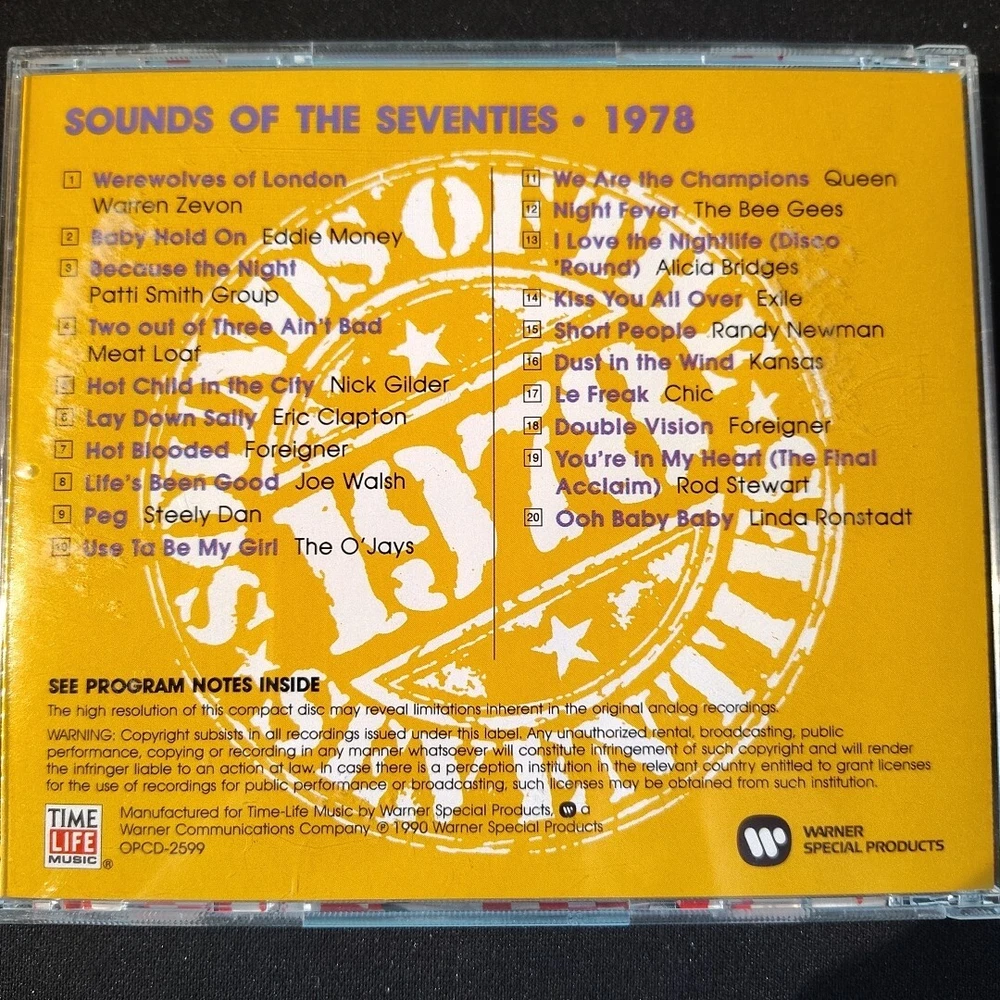 SOUNDS OF THE SEVENTIES • 1978
1 Werewolves of London
Warren Zevon
2 Baby Hold On Eddie Money
3 Because the Night
Patti Smith Group
4 Two out of Three Ain't Bad
Meat Loaf
5 Hot Child in the City Nick Gilder
6 Lay Down Sally Eric Clapton
7 Hot Blooded Foreigner
8 Life's Been Good Joe Walsh
9 Peg Steely Dan
10 Use Ta Be My Girl The O'Jays
11 We Are the Champions Queen
12 Night Fever The Bee Gees
13 I Love the Nightlife (Disco
'Round) Alicia Bridges
14 Kiss You All Over Exile
15 Short People Randy Newman
16 Dust in the Wind Kansas
17 Le Freak Chic
18 Double Vision Foreigner
19 You're in My Heart (The Final
Acclaim) Rod Stewart
20 Ooh Baby Baby Linda Ronstadt
SOUNDS OF THE SEVENTIES
1978
SEE PROGRAM NOTES INSIDE
The high resolution of this compact disc may reveal limitations inherent in the original analog recordings.
WARNING: Copyright subsists in all recordings issued under this label. Any unauthorized rental, broadcasting, public
performance, copying or recording in any manner whatsoever will constitute infringement of such copyright and will render
the infringer liable to an action at law. In case there is a perception institution in the relevant country entitled to grant licenses
for the use of recordings for public performance or broadcasting, such licenses may be obtained from such institution.
TIME
LIFE
MUSIC ®
Manufactured for Time-Life Music by Warner Special Products, a
Warner Communications Company ℗ 1990 Warner Special Products
OPCD-2599
WARNER
SPECIAL PRODUCTS